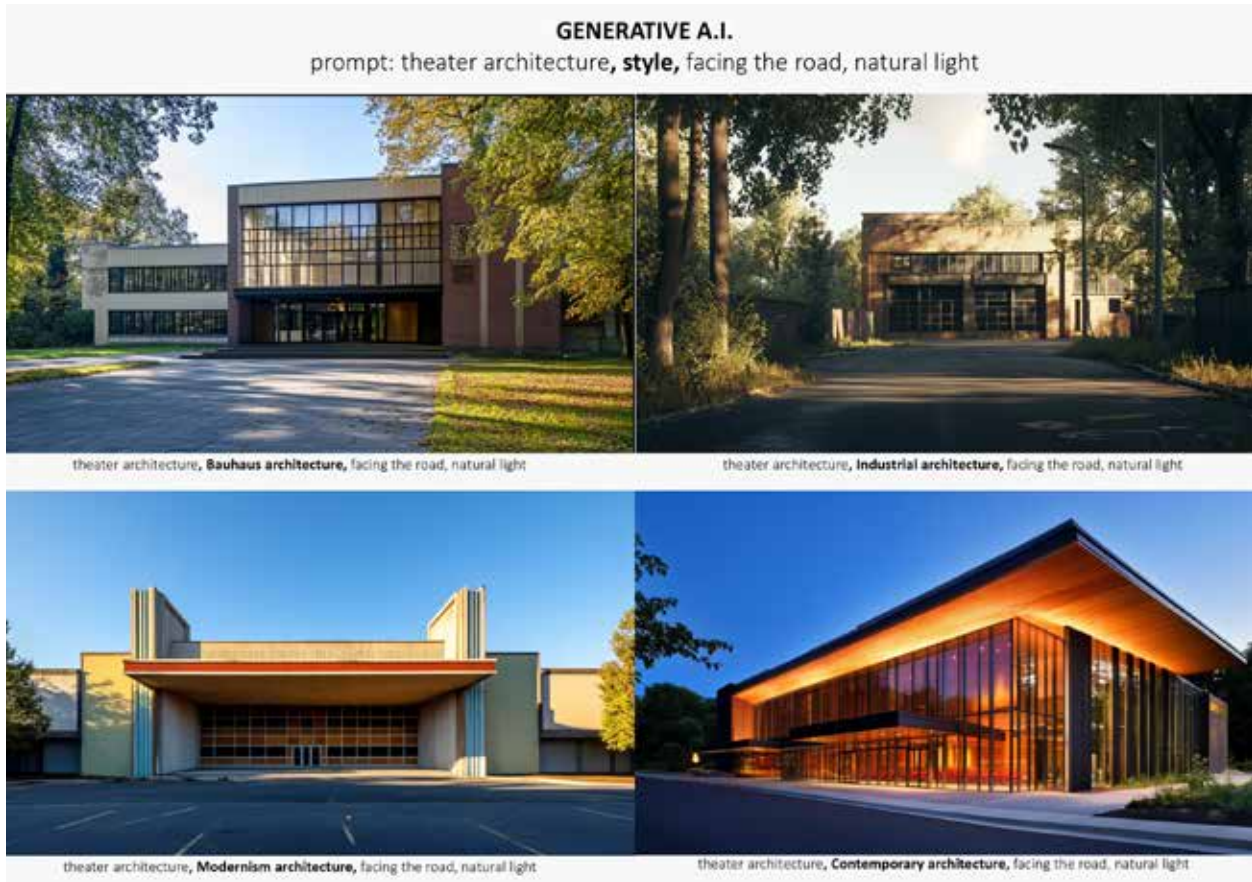 GENERATIVE A.I.
prompt: theater architecture, style, facing the road, natural light
theater architecture, Bauhaus architecture, facing the road, natural light
theater architecture, Industrial architecture, facing the road, natural light
theater architecture, Modernism architecture, facing the road, natural light
theater architecture, Contemporary architecture, facing the road, natural light